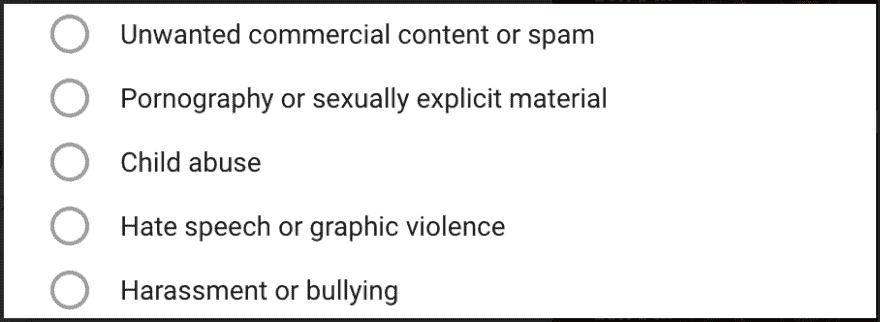 Unwanted commercial content or spam
Pornography or sexually explicit material
Child abuse
Hate speech or graphic violence
Harassment or bullying